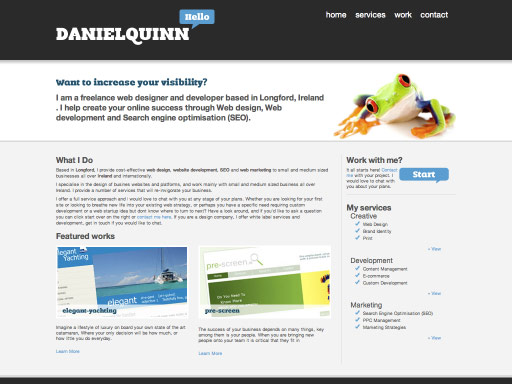 Hello
DANIELQUINN
home services work contact
Want to increase your visibility?
I am a freelance web designer and developer based in Longford, Ireland
. I help create your online success through Web design, Web
development and Search engine optimisation (SEO).
What I Do
Based in Longford, I provide cost-effective web design, website development, SEO and web marketing to small and medium sized
businesses all over Ireland and internationally.
I specialise in the design of busines websites and platforms, and work mainly with small and medium sized business all over
Ireland. I provide a number of services that will re-invigorate your business.
I offer a full service approach and I would love to chat with you at any stage of your plans. Whether you are looking for your first
site or looking to breathe new life into your existing web strategy, or perhaps you have a specific need requiring custom
development or a web startup idea but dont know where to turn to next? Have a look around, and if you'd like to ask a question
you can click start over on the right or contact me here. If you are a design company, I offer white label services and
development, get in touch if you would like to chat.
Featured works
elegant
Yachting
elegant
elegant-yachting
Imagine a lifestyle of luxury on board your own state of the art
catamaran, Where your only decision will be how much, or
how little you do everyday.
Learn More
pre-screen
Do You Need To
Know More
pre-screen
The success of your business depends on many things, key
among them is your people. When you are bringing new
people onto your team it is critical that they fit in
Learn More
Work with me?
It all starts here! Contact
me with your project, I
would love to chat with
you about your plans.
Start
My services
Creative
Web Design
Brand Identity
Print
» View
Development
Content Management
E-commerce
Custom Development
» View
Marketing
Search Engine Optimisation (SEO)
PPC Management
Marketing Strategies
» View